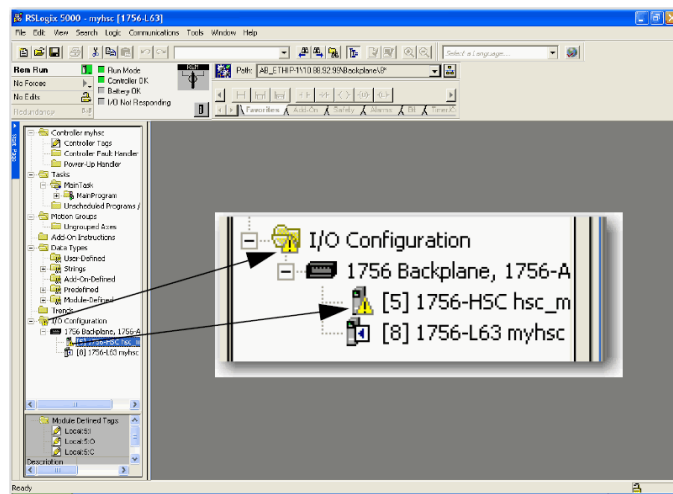 RSLogix 5000 - myhsc [1756-L63]
File Edit View Search Logic Communications Tools Window Help
Select a Language...
Rem Run
Run Mode
No Forces
Controller OK
Battery OK
No Edits
I/O Not Responding
Redundancy
Path: AB_ETHIP-1\10.88.92.99\Backplane\8*
Favorites Add-On Safety Alarms Bit Timer/C
Controller myhsc
Controller Tags
Controller Fault Handler
Power-Up Handler
Tasks
MainTask
MainProgram
Unscheduled Programs /
Motion Groups
Ungrouped Axes
Add-On Instructions
Data Types
User-Defined
Strings
Add-On-Defined
Predefined
Module-Defined
Trends
I/O Configuration
1756 Backplane, 1756-A
[5] 1756-HSC hsc_m
[8] 1756-L63 myhsc
I/O Configuration
1756 Backplane, 1756-A
[5] 1756-HSC hsc_m
[8] 1756-L63 myhsc
Module Defined Tags
Local:5:I
Local:5:O
Local:5:C
Description
Ready